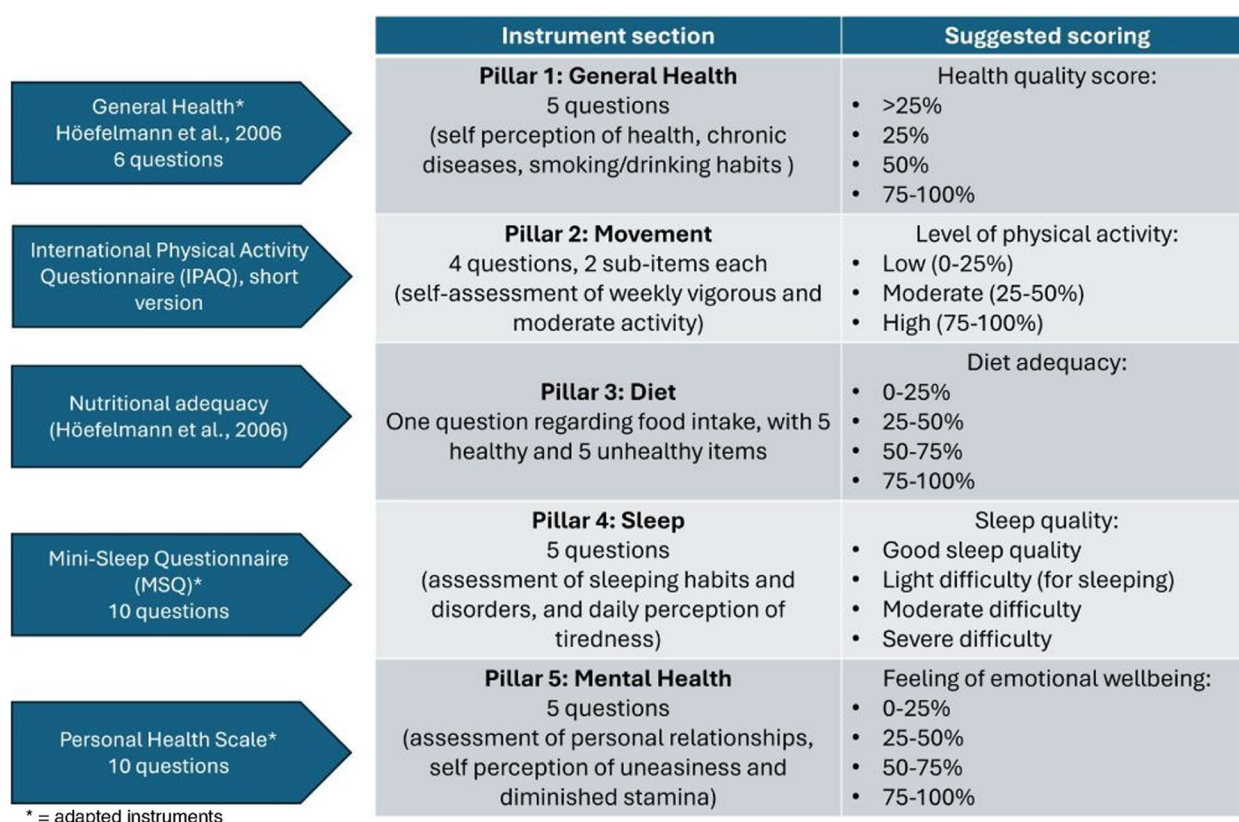 Instrument section
Suggested scoring
General Health*
Höefelmann et al., 2006
6 questions
Pillar 1: General Health
5 questions
(self perception of health, chronic
diseases, smoking/drinking habits )
Health quality score:
• >25%
• 25%
• 50%
• 75-100%
International Physical Activity
Questionnaire (IPAQ), short
version
Pillar 2: Movement
4 questions, 2 sub-items each
(self-assessment of weekly vigorous and
moderate activity)
Level of physical activity:
• Low (0-25%)
• Moderate (25-50%)
• High (75-100%)
Nutritional adequacy
(Höefelmann et al., 2006)
Pillar 3: Diet
One question regarding food intake, with 5
healthy and 5 unhealthy items
Diet adequacy:
• 0-25%
• 25-50%
• 50-75%
• 75-100%
Mini-Sleep Questionnaire
(MSQ)*
10 questions
Pillar 4: Sleep
5 questions
(assessment of sleeping habits and
disorders, and daily perception of
tiredness)
Sleep quality:
• Good sleep quality
• Light difficulty (for sleeping)
• Moderate difficulty
• Severe difficulty
Personal Health Scale*
10 questions
Pillar 5: Mental Health
5 questions
(assessment of personal relationships,
self perception of uneasiness and
diminished stamina)
Feeling of emotional wellbeing:
• 0-25%
• 25-50%
• 50-75%
• 75-100%
* = adapted instruments